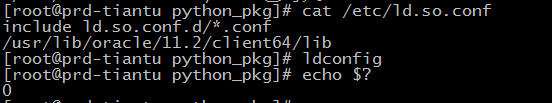 [root@prd-tiantu python_pkg]# cat /etc/ld.so.conf
include ld.so.conf.d/*.conf
/usr/lib/oracle/11.2/client64/lib
[root@prd-tiantu python_pkg]# ldconfig
[root@prd-tiantu python_pkg]# echo $?
0